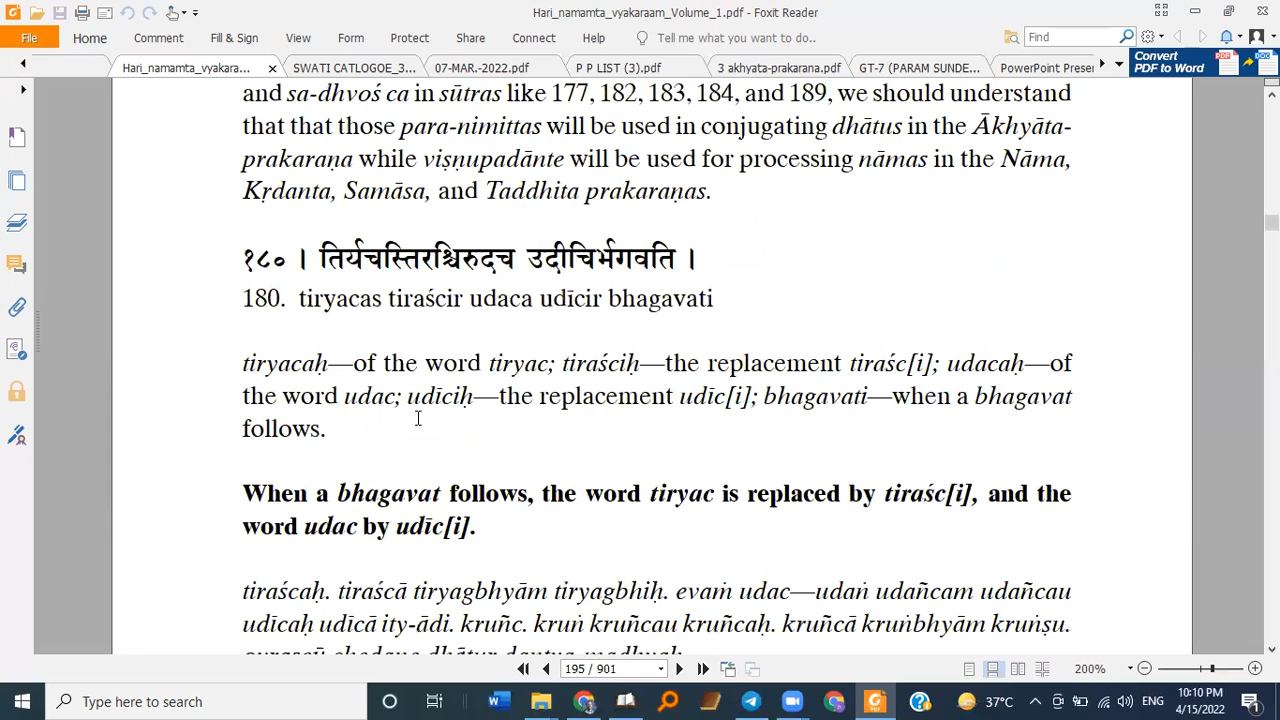 Hari_namamta_vyakaraam_Volume_1.pdf - Foxit Reader
File Home Comment Fill & Sign View Form Protect Share Connect Help Tell me what you want to do... Find
Hari_namamta_vyakara... SWATI CATLOGOE_3... 07-MAR.-2022.pdf P P LIST (3).pdf 3 akhyata-prakarana.pdf GT-7 (PARAM SUNDE... PowerPoint Presen
Convert
PDF to Word
and sa-dhvoś ca in sūtras like 177, 182, 183, 184, and 189, we should understand
that that those para-nimittas will be used in conjugating dhātus in the Ākhyāta-
prakaraṇa while viṣṇupadānte will be used for processing nāmas in the Nāma,
Kṛdanta, Samāsa, and Taddhita prakaraṇas.
१८० । तिर्यचस्तिरश्चिरुदच उदीचिर्भगवति ।
180. tiryacas tiraścir udaca udīcir bhagavati
tiryacaḥ—of the word tiryac; tiraściḥ—the replacement tiraśc[i]; udacaḥ—of
the word udac; udīciḥ—the replacement udīc[i]; bhagavati—when a bhagavat
follows.
When a bhagavat follows, the word tiryac is replaced by tiraśc[i], and the
word udac by udīc[i].
tiraścaḥ. tiraścā tiryagbhyām tiryagbhiḥ. evaṁ udac—udaṅ udañcam udañcau
udīcaḥ udīcā ity-ādi. kruñc. kruṅ kruñcau kruñcaḥ. kruñcā kruṅbhyām kruṅsu.
195 / 901
200%
Type here to search
37°C
ENG
10:10 PM
4/15/2022